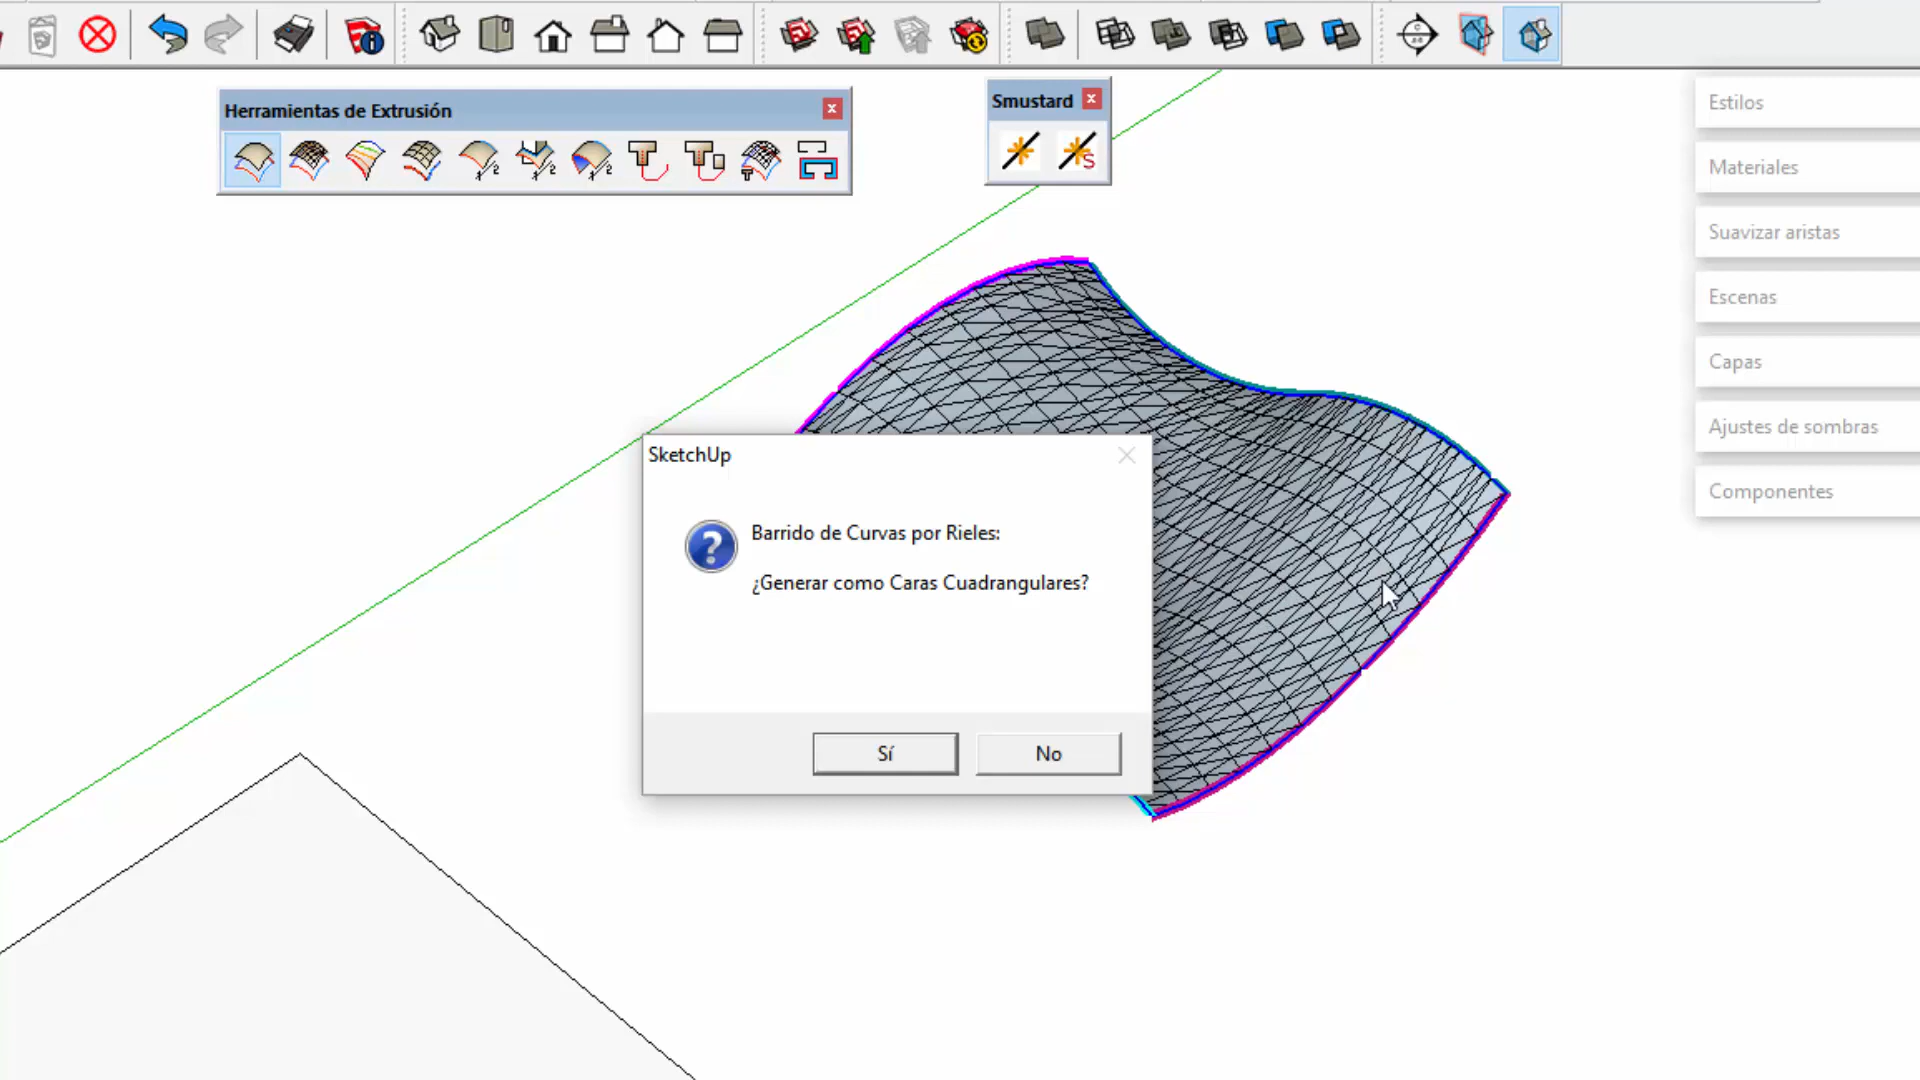 Herramientas de Extrusión
Smustard
Estilos
Materiales
Suavizar aristas
Escenas
Capas
Ajustes de sombras
Componentes
SketchUp
Barrido de Curvas por Rieles:
¿Generar como Caras Cuadrangulares?
Sí
No